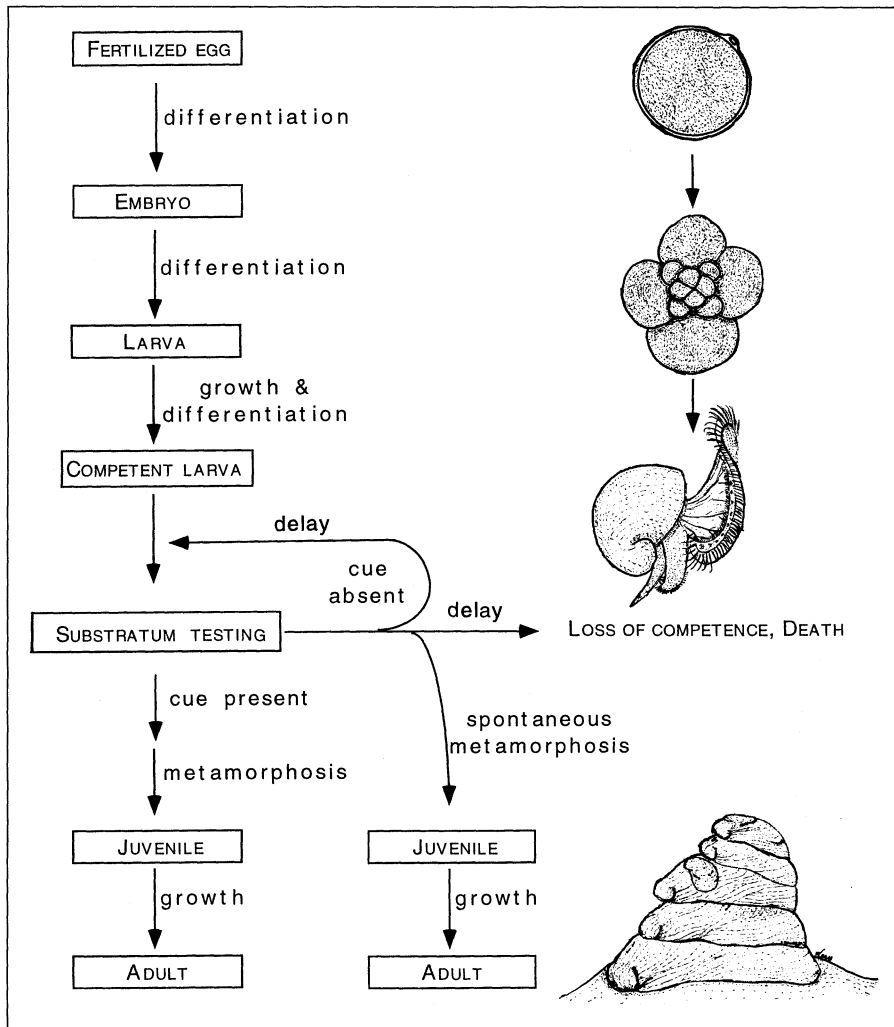 FERTILIZED EGG
differentiation
EMBRYO
differentiation
LARVA
growth &
differentiation
COMPETENT LARVA
delay
cue
absent
SUBSTRATUM TESTING
delay
LOSS OF COMPETENCE, DEATH
cue present
spontaneous
metamorphosis
metamorphosis
JUVENILE
JUVENILE
growth
growth
ADULT
ADULT